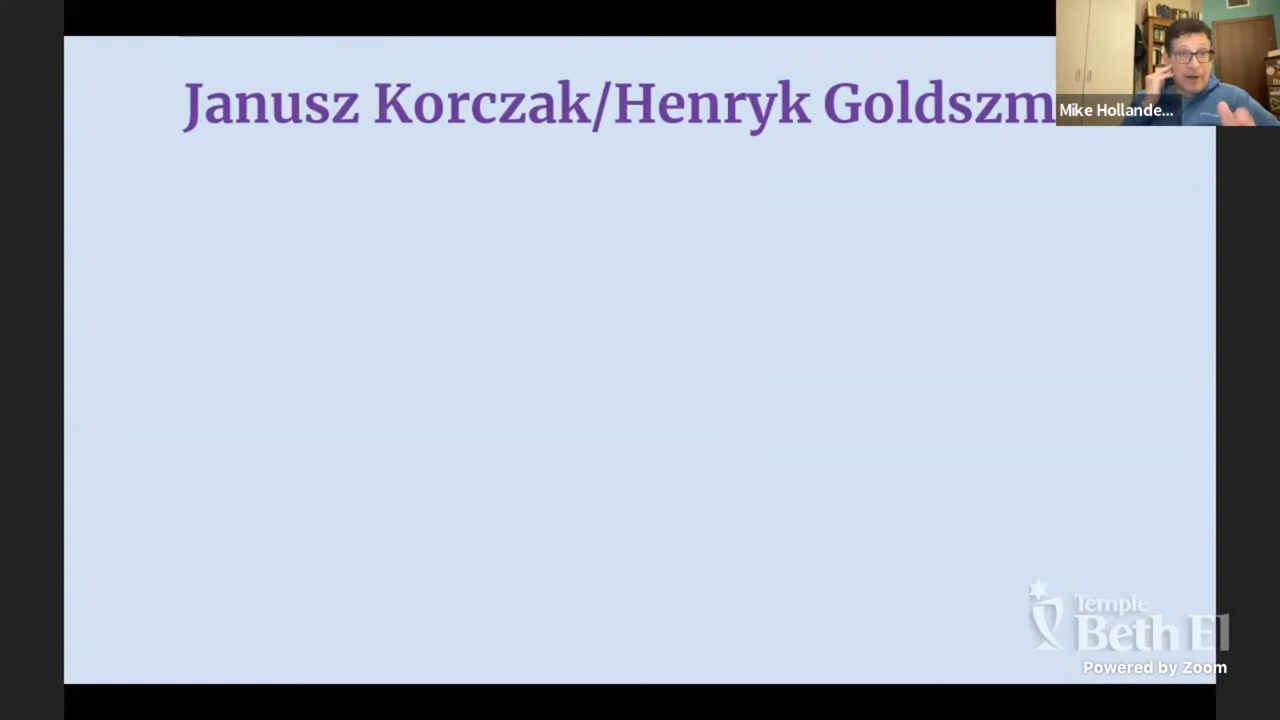 Janusz Korczak/Henryk Goldszm
Mike Hollande...
Temple
Beth El
Powered by Zoom